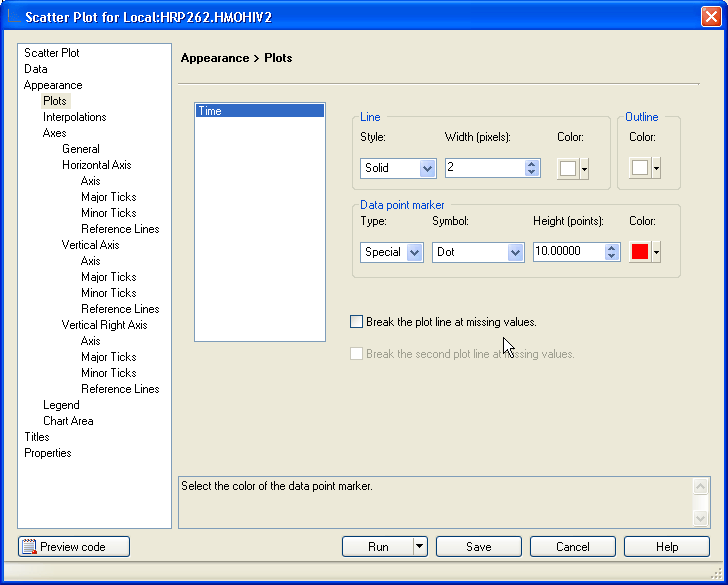 Scatter Plot for Local:HRP262.HMOHIV2
Scatter Plot
Data
Appearance
Plots
Interpolations
Axes
General
Horizontal Axis
Axis
Major Ticks
Minor Ticks
Reference Lines
Vertical Axis
Axis
Major Ticks
Minor Ticks
Reference Lines
Vertical Right Axis
Axis
Major Ticks
Minor Ticks
Reference Lines
Legend
Chart Area
Titles
Properties
Appearance > Plots
Time
Line
Style: Width (pixels): Color:
Solid 2
Outline
Color:
Data point marker
Type: Symbol: Height (points): Color:
Special Dot 10.00000
Break the plot line at missing values.
Break the second plot line at missing values.
Select the color of the data point marker.
Preview code Run Save Cancel Help